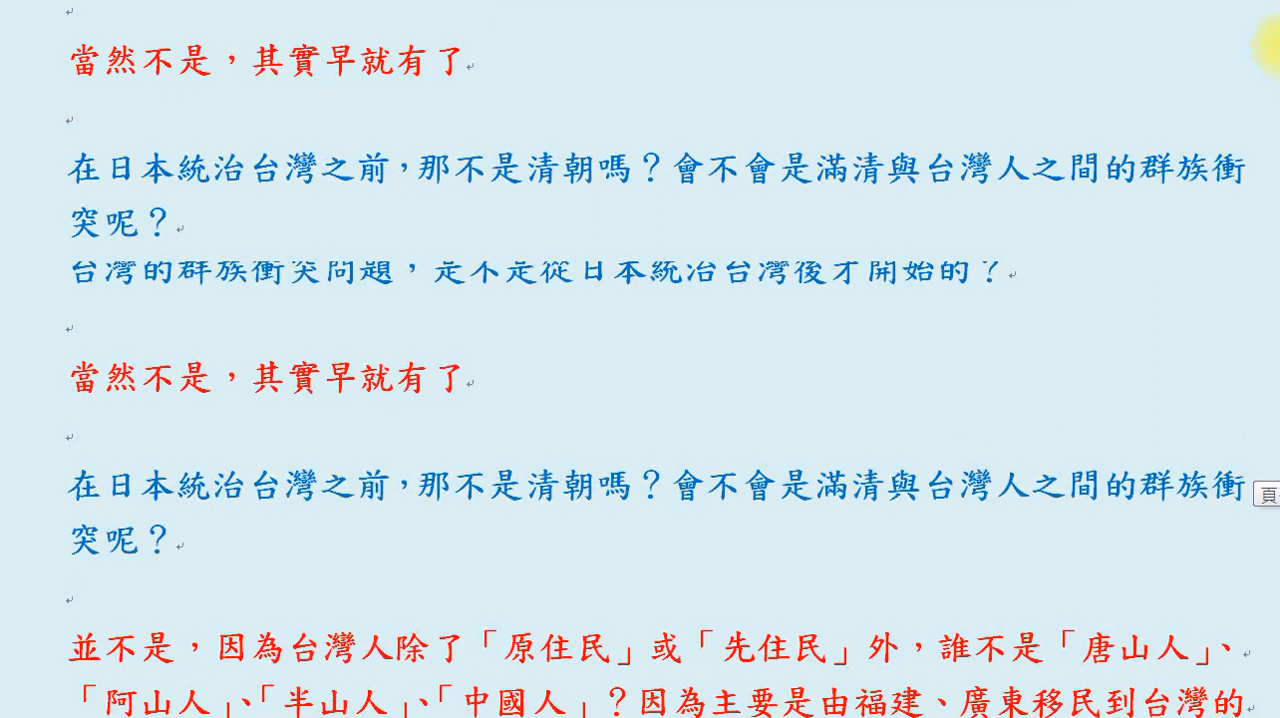 當然不是，其實早就有了
在日本統治台灣之前，那不是清朝嗎？會不會是滿清與台灣人之間的群族衝
突呢？
台灣的群族衝突問題，是不是從日本統治台灣後才開始的？
當然不是，其實早就有了
在日本統治台灣之前，那不是清朝嗎？會不會是滿清與台灣人之間的群族衝
突呢？
頁
並不是，因為台灣人除了「原住民」或「先住民」外，誰不是「唐山人」、
「阿山人」、「半山人」、「中國人」？因為主要是由福建、廣東移民到台灣的